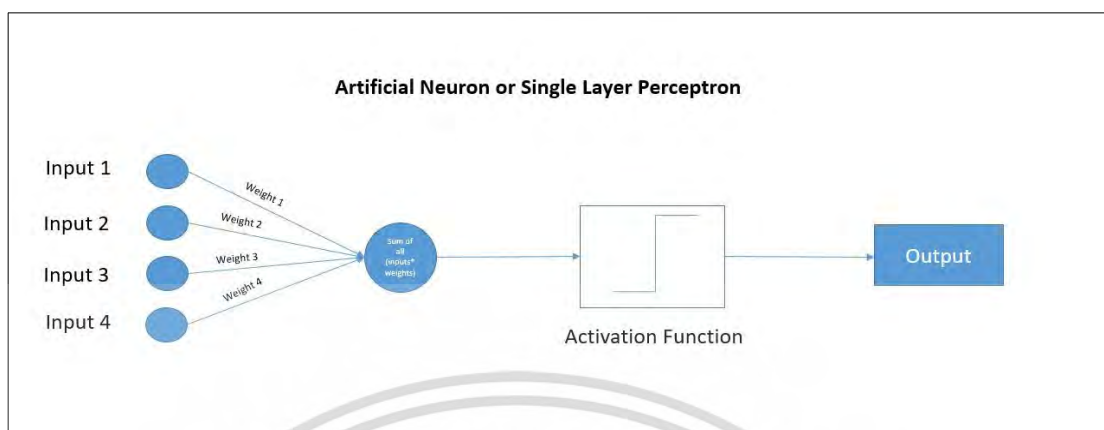 Artificial Neuron or Single Layer Perceptron
Input 1
Weight 1
Input 2
Weight 2
Input 3
Weight 3
Input 4
Weight 4
Sum of
all
(inputs*
weights)
Activation Function
Output